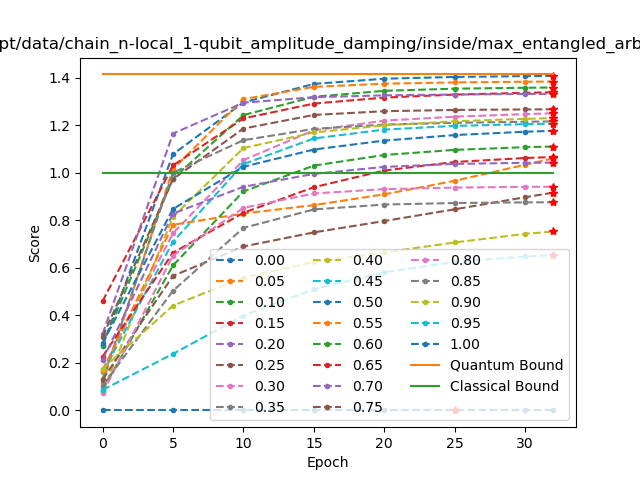 pt/data/chain_n-local_1-qubit_amplitude_damping/inside/max_entangled_arb
1.4
1.2
1.0
0.8
0.6
0.4
0.2
0.0
Score
0 5 10 15 20 25 30
Epoch
0.00 0.40 0.80
0.05 0.45 0.85
0.10 0.50 0.90
0.15 0.55 0.95
0.20 0.60 1.00
0.25 0.65 Quantum Bound
0.30 0.70 Classical Bound
0.35 0.75